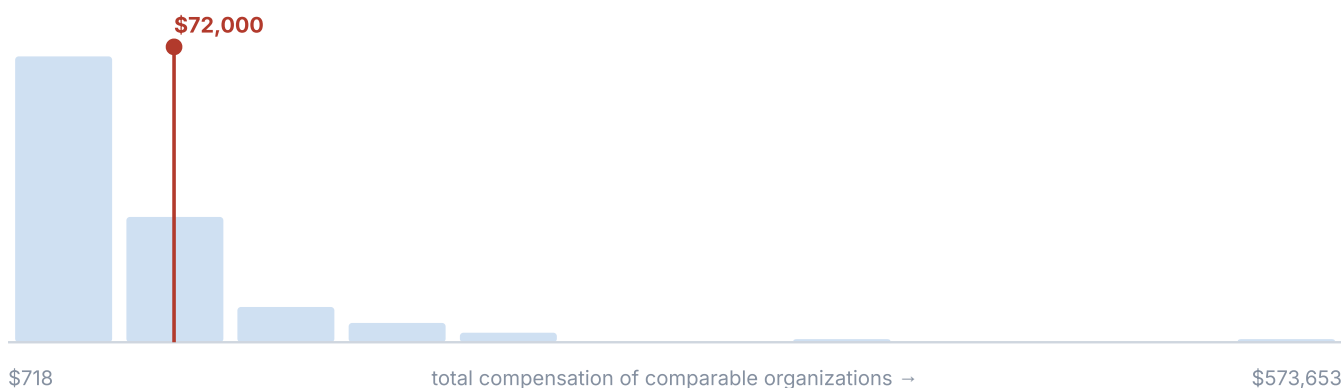 $72,000
$718 total compensation of comparable organizations → $573,653